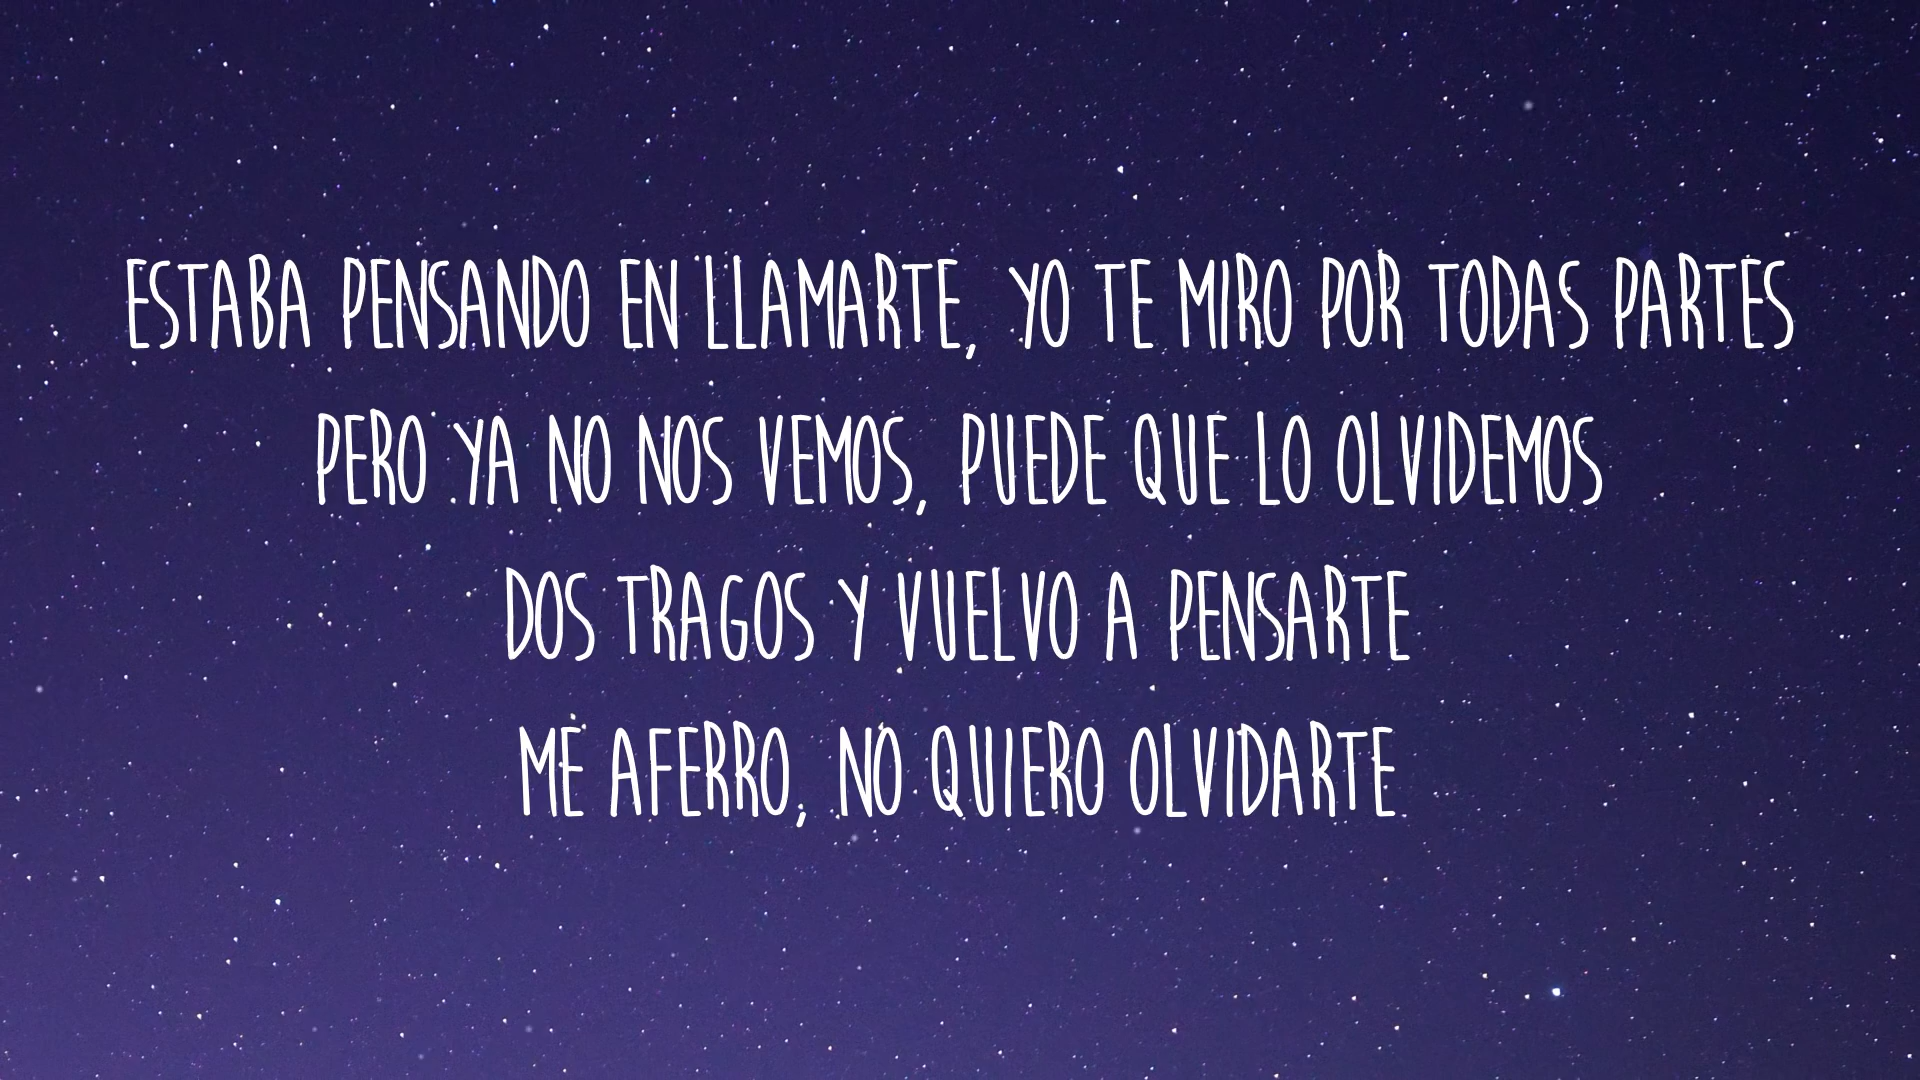 ESTABA PENSANDO EN LLAMARTE, YO TE MIRO POR TODAS PARTES
PERO YA NO NOS VEMOS, PUEDE QUE LO OLVIDEMOS
DOS TRAGOS Y VUELVO A PENSARTE
ME AFERRO, NO QUIERO OLVIDARTE